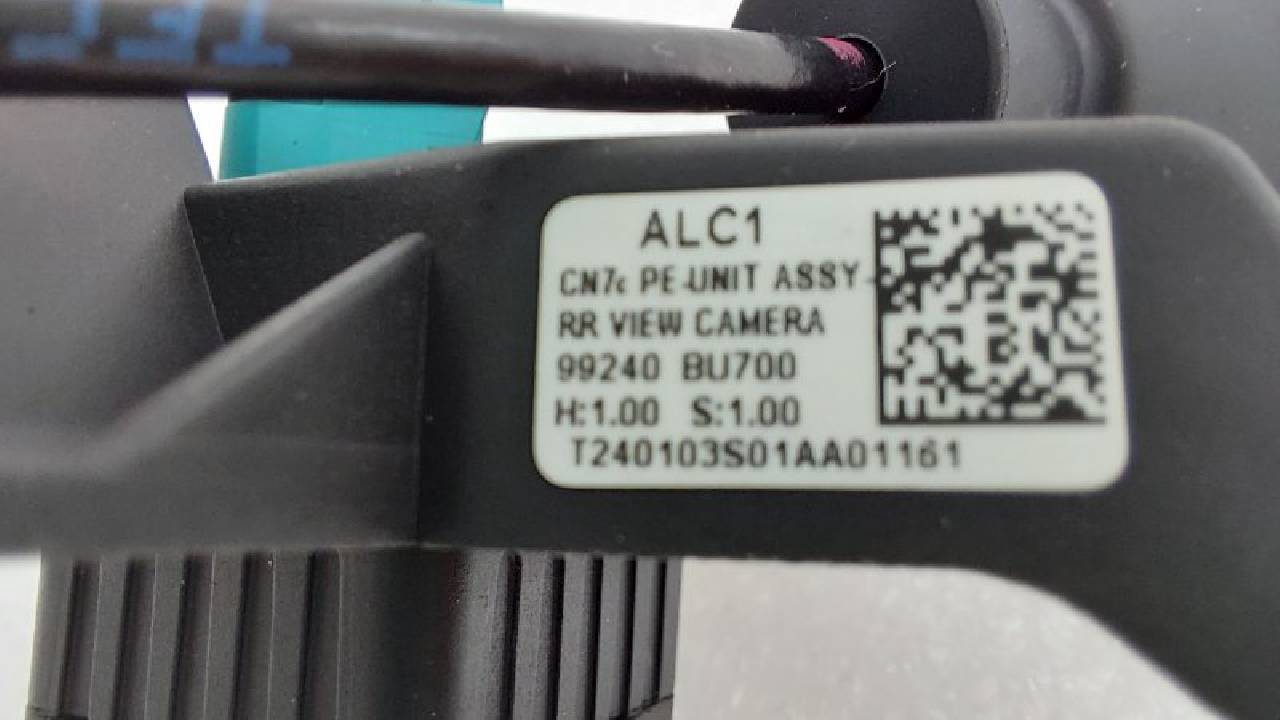 ALC1
CN7c PE-UNIT ASSY-
RR VIEW CAMERA
99240 BU700
H:1.00 S:1.00
T240103S01AA01161